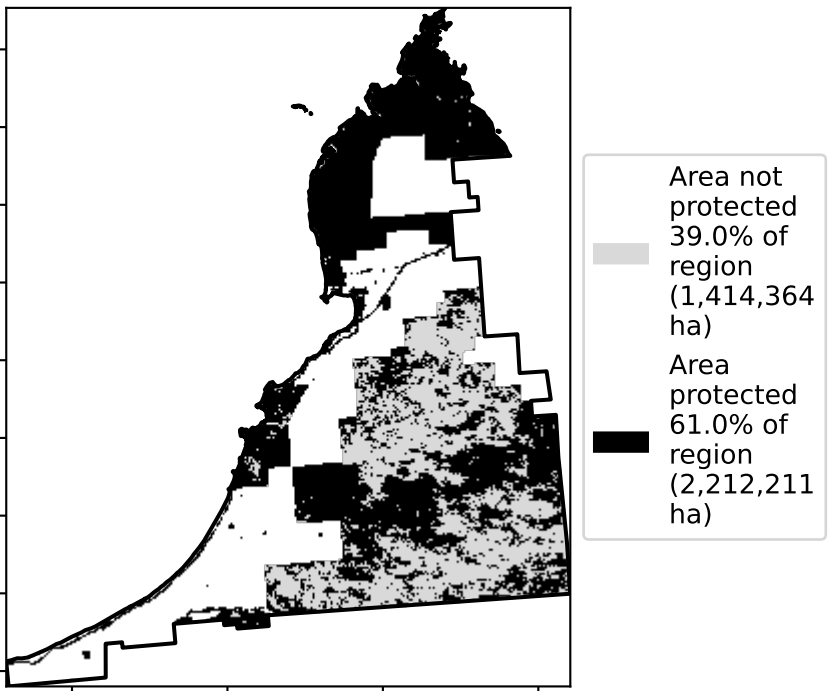 Area not
protected
39.0% of
region
(1,414,364
ha)
Area
protected
61.0% of
region
(2,212,211
ha)